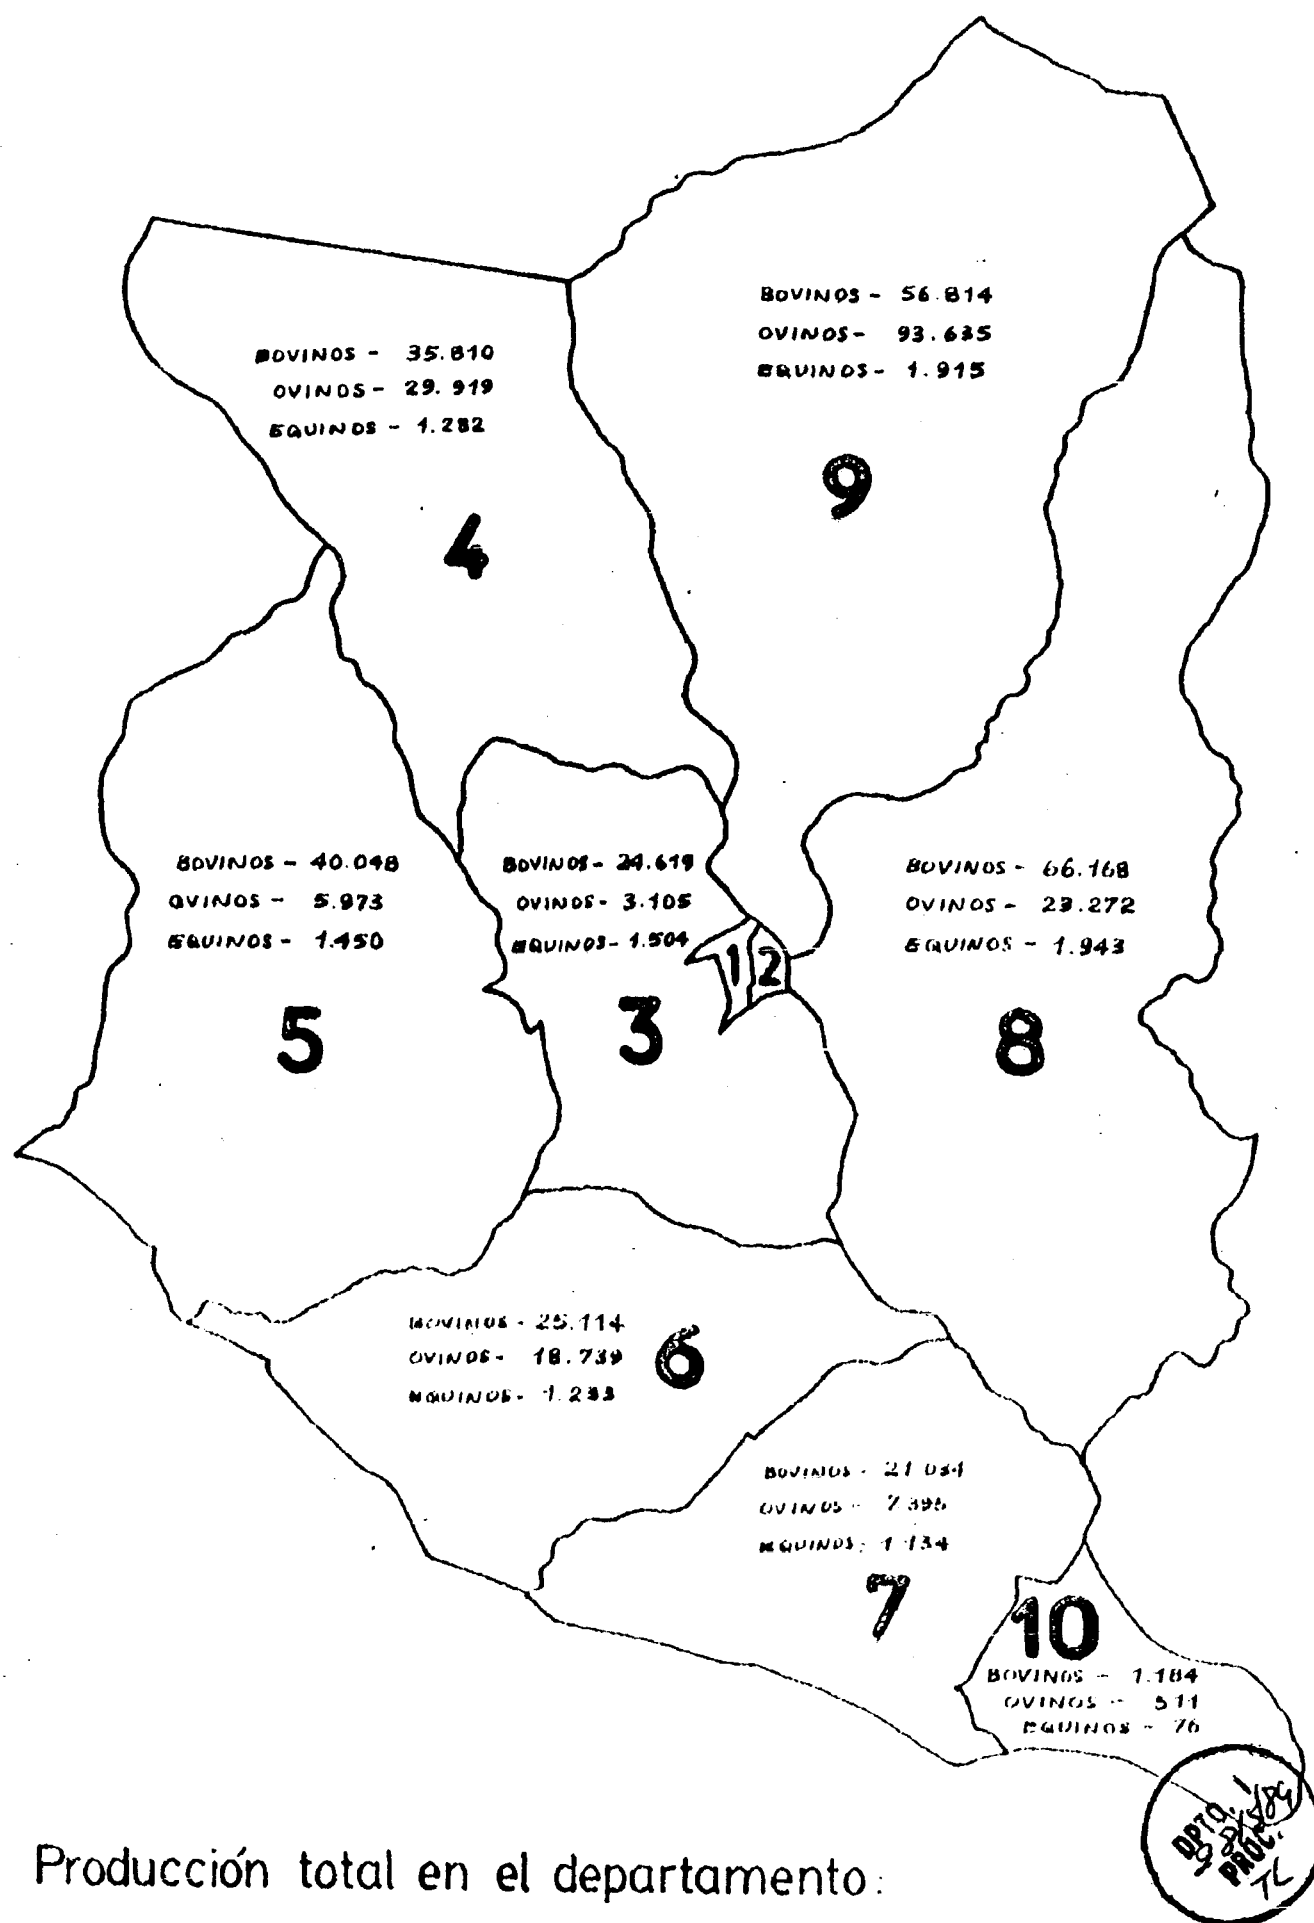 BOVINOS - 56.814
OVINOS - 93.635
EQUINOS - 1.915
9
BOVINOS - 35.810
OVINOS - 29.919
EQUINOS - 1.282
4
BOVINOS - 40.048
OVINOS - 5.973
EQUINOS - 1.450
5
BOVINOS - 24.619
OVINOS - 3.105
EQUINOS - 1.504
3
1
2
BOVINOS - 66.168
OVINOS - 23.272
EQUINOS - 1.943
8
BOVINOS - 25.114
OVINOS - 18.739
EQUINOS - 1.233
6
BOVINOS - 21.034
OVINOS - 7.395
EQUINOS - 1.134
7
10
BOVINOS - 1.184
OVINOS - 511
EQUINOS - 76
DPTO. 1
PROC.
Producción total en el departamento: